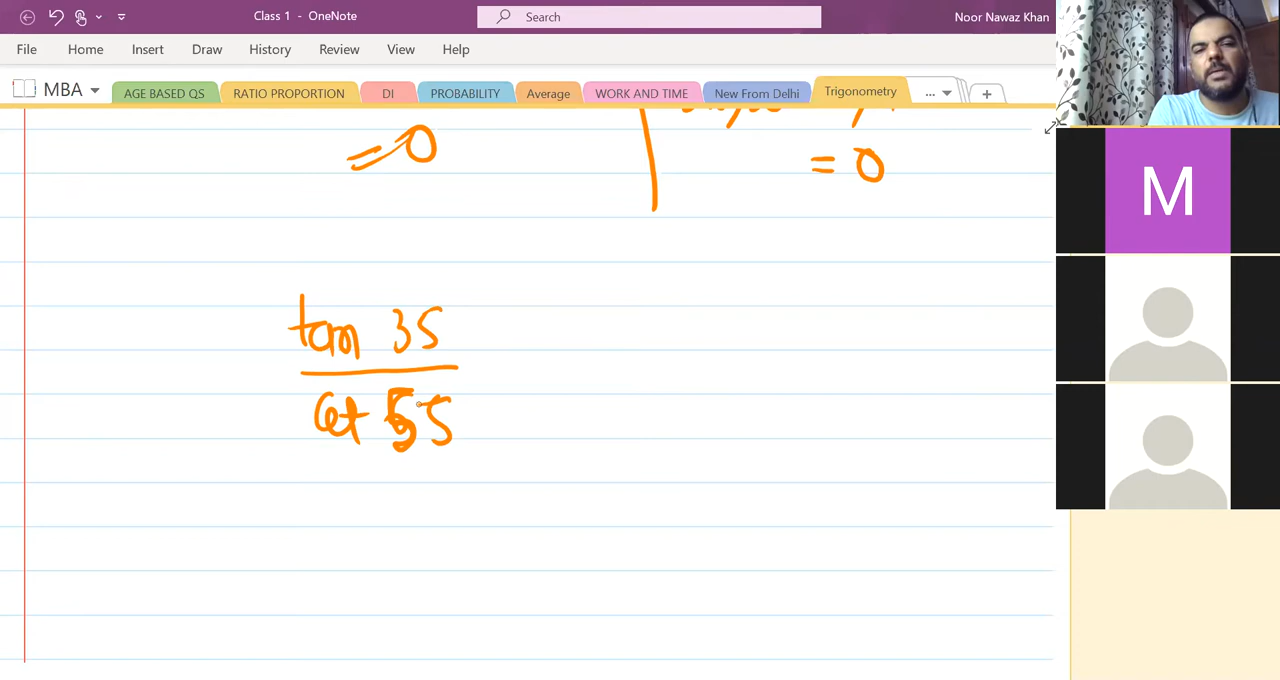 Class 1 - OneNote
Search
Noor Nawaz Khan
File Home Insert Draw History Review View Help
MBA
AGE BASED QS RATIO PROPORTION DI PROBABILITY Average WORK AND TIME New From Delhi Trigonometry ... +
= 0
= 0
M
tan 35
Cot 55